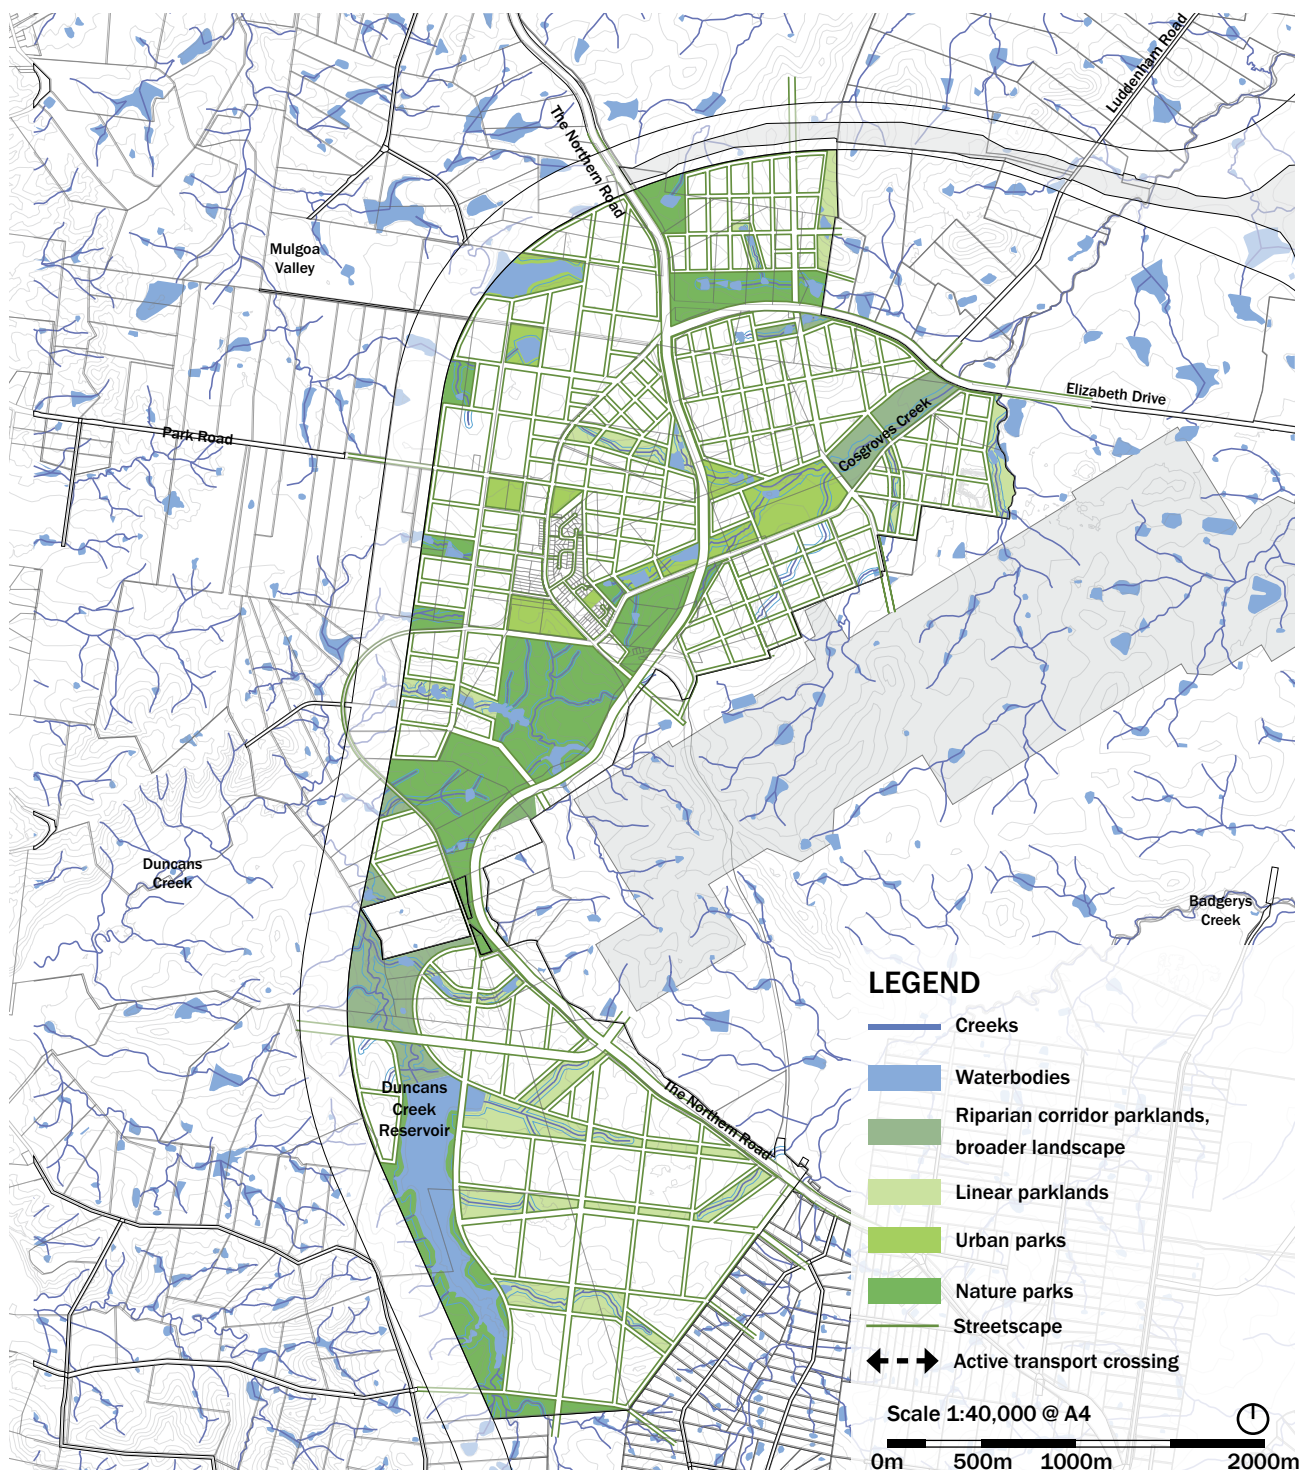 Luddenham Road
The Northern Road
Mulgoa
Valley
Elizabeth Drive
Park Road
Cosgroves Creek
Duncans
Creek
Badgerys
Creek
Duncans
Creek
Reservoir
The Northern Road
LEGEND
Creeks
Waterbodies
Riparian corridor parklands,
broader landscape
Linear parklands
Urban parks
Nature parks
Streetscape
Active transport crossing
Scale 1:40,000 @ A4
0m 500m 1000m 2000m